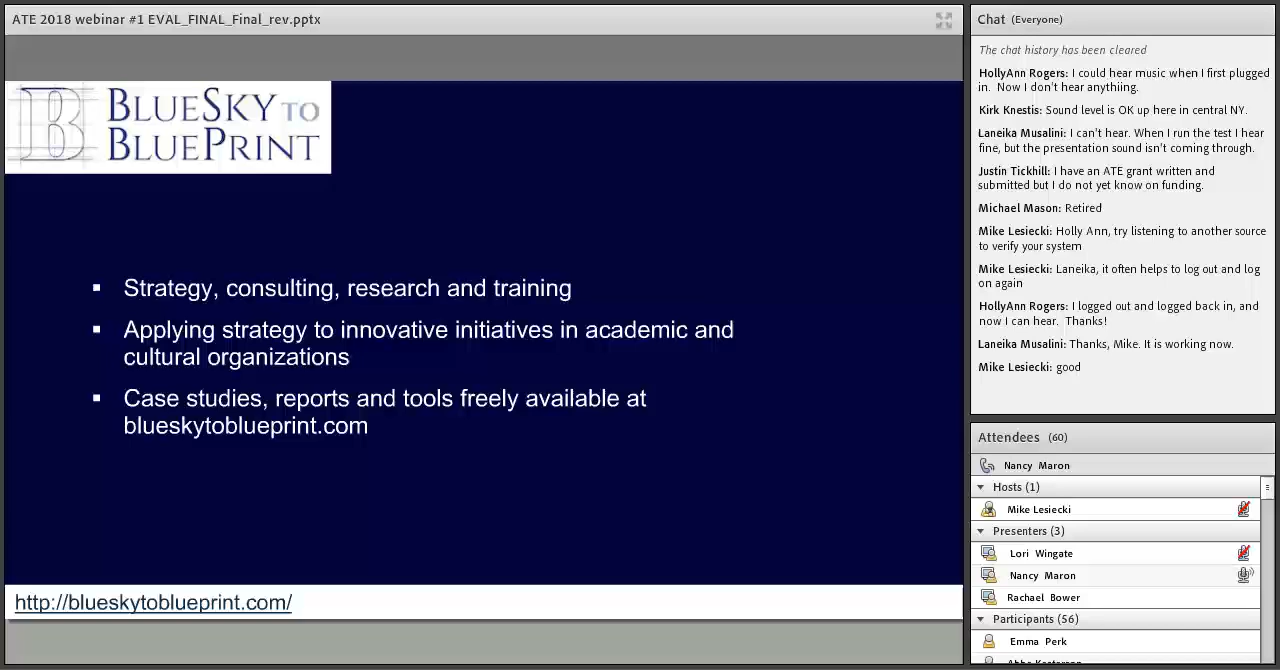 ATE 2018 webinar #1 EVAL_FINAL_Final_rev.pptx
BLUESKY TO
BLUEPRINT
▪ Strategy, consulting, research and training
▪ Applying strategy to innovative initiatives in academic and
cultural organizations
▪ Case studies, reports and tools freely available at
blueskytoblueprint.com
http://blueskytoblueprint.com/
Chat (Everyone)
The chat history has been cleared
HollyAnn Rogers: I could hear music when I first plugged
in. Now I don't hear anythiing.
Kirk Knestis: Sound level is OK up here in central NY.
Laneika Musalini: I can't hear. When I run the test I hear
fine, but the presentation sound isn't coming through.
Justin Tickhill: I have an ATE grant written and
submitted but I do not yet know on funding.
Michael Mason: Retired
Mike Lesiecki: Holly Ann, try listening to another source
to verify your system
Mike Lesiecki: Laneika, it often helps to log out and log
on again
HollyAnn Rogers: I logged out and logged back in, and
now I can hear. Thanks!
Laneika Musalini: Thanks, Mike. It is working now.
Mike Lesiecki: good
Attendees (60)
Nancy Maron
Hosts (1)
Mike Lesiecki
Presenters (3)
Lori Wingate
Nancy Maron
Rachael Bower
Participants (56)
Emma Perk